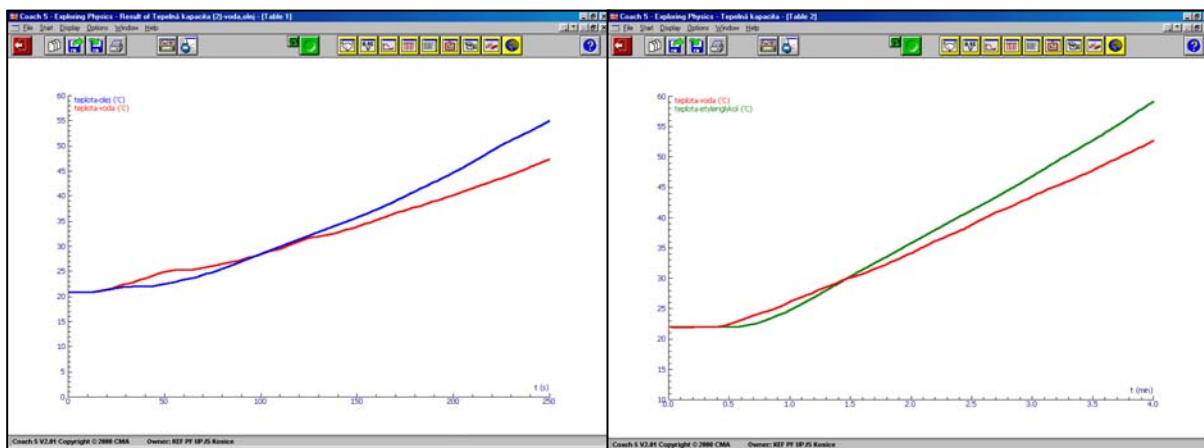 Coach 5 - Exploring Physics - Result of Tepelná kapacita (2)-voda,olej - [Table 1]
File Start Display Options Window Help
60
teplota-olej (°C)
teplota-voda (°C)
55
50
45
40
35
30
25
20
15
10
5
0
t (s)
0 50 100 150 200 250
Coach 5 V2.01 Copyright © 2000 CMA Owner: KEF PF UPJS Kosice
Coach 5 - Exploring Physics - Tepelná kapacita - [Table 2]
File Start Display Options Window Help
60
teplota-voda (°C)
teplota-etylenglykol (°C)
55
50
45
40
35
30
25
20
15
10
t (min)
0.0 0.5 1.0 1.5 2.0 2.5 3.0 3.5 4.0
Coach 5 V2.01 Copyright © 2000 CMA Owner: KEF PF UPJS Kosice